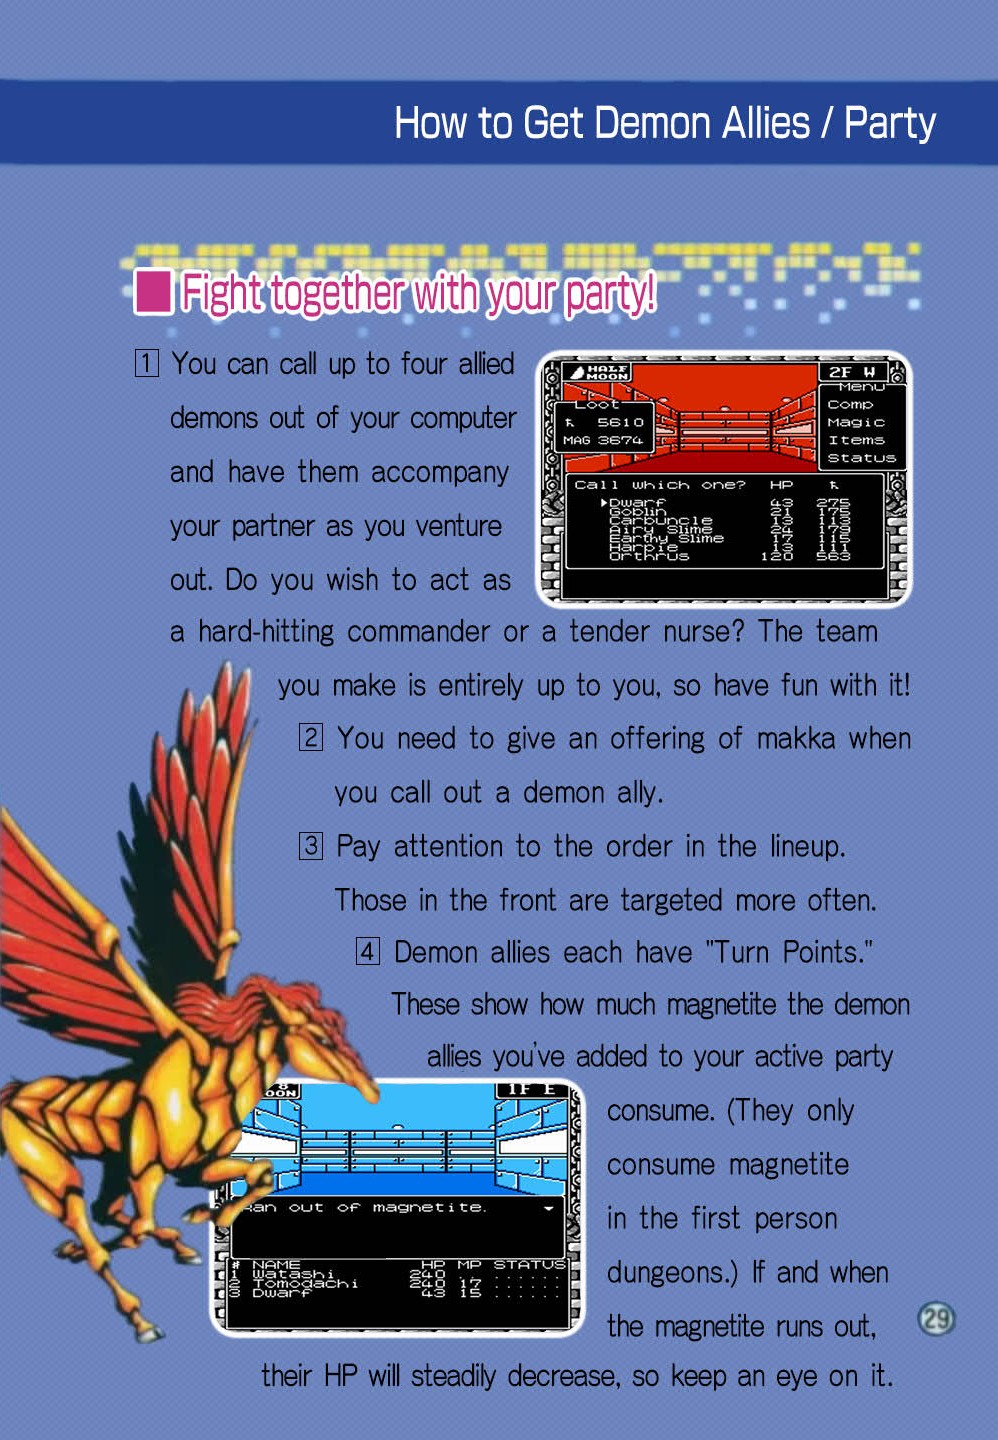 How to Get Demon Allies / Party
Fight together with your party!
1 You can call up to four allied
demons out of your computer
and have them accompany
your partner as you venture
out. Do you wish to act as
a hard-hitting commander or a tender nurse? The team
you make is entirely up to you, so have fun with it!
HALF
MOON
2F W
Loot
5610
MAG 3674
Menu
Comp
Magic
Items
Status
Call which one? HP
Dwarf 43 275
Goblin 21 175
Carbuncle 13 113
Airy Slime 24 179
Earthy Slime 17 115
Harpie 13 111
Orthrus 120 563
2 You need to give an offering of makka when
you call out a demon ally.
3 Pay attention to the order in the lineup.
Those in the front are targeted more often.
4 Demon allies each have "Turn Points."
These show how much magnetite the demon
allies you've added to your active party
consume. (They only
consume magnetite
in the first person
dungeons.) If and when
the magnetite runs out,
their HP will steadily decrease, so keep an eye on it.
1F E
Ran out of magnetite.
# NAME HP MP STATUS
1 Watashi 240 . . . . . . . .
2 Tomodachi 240 17 . . . . . .
3 Dwarf 43 15 . . . . . .
29